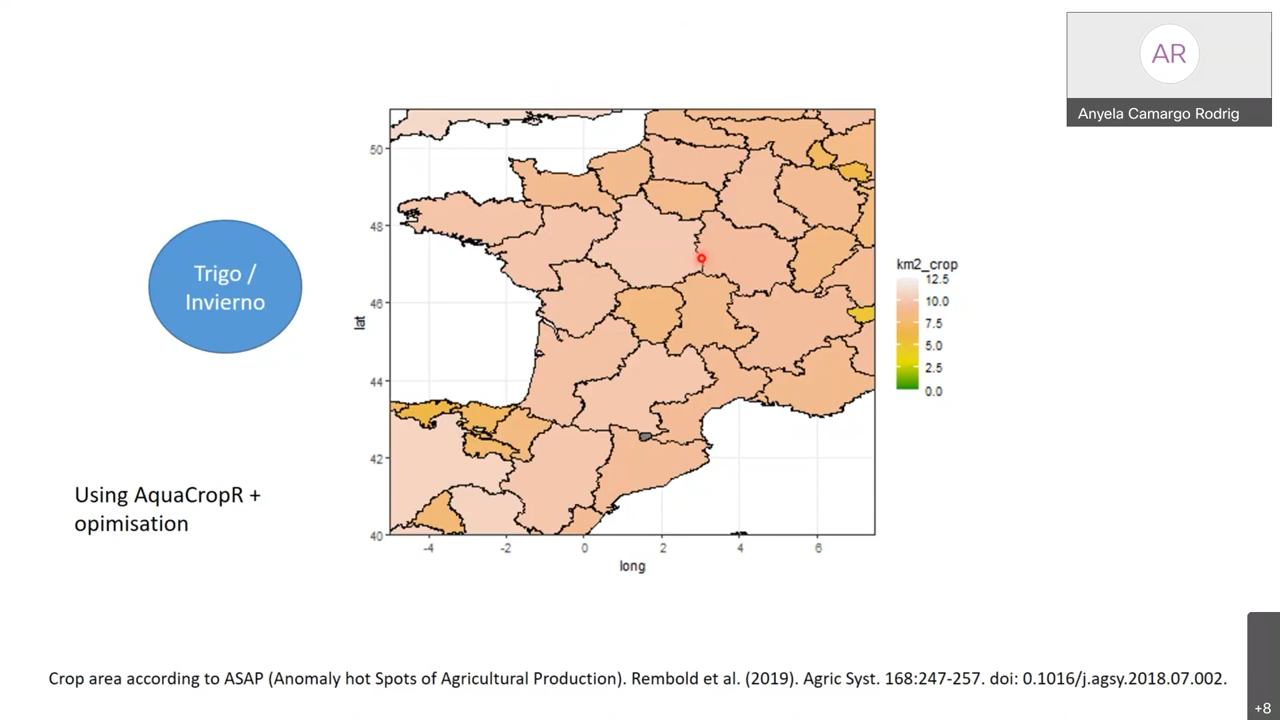 AR
Anyela Camargo Rodrig
Trigo /
Invierno
Using AquaCropR +
opimisation
50
48
46
44
42
40
lat
-4
-2
0
2
4
6
long
km2_crop
12.5
10.0
7.5
5.0
2.5
0.0
Crop area according to ASAP (Anomaly hot Spots of Agricultural Production). Rembold et al. (2019). Agric Syst. 168:247-257. doi: 0.1016/j.agsy.2018.07.002.
+8